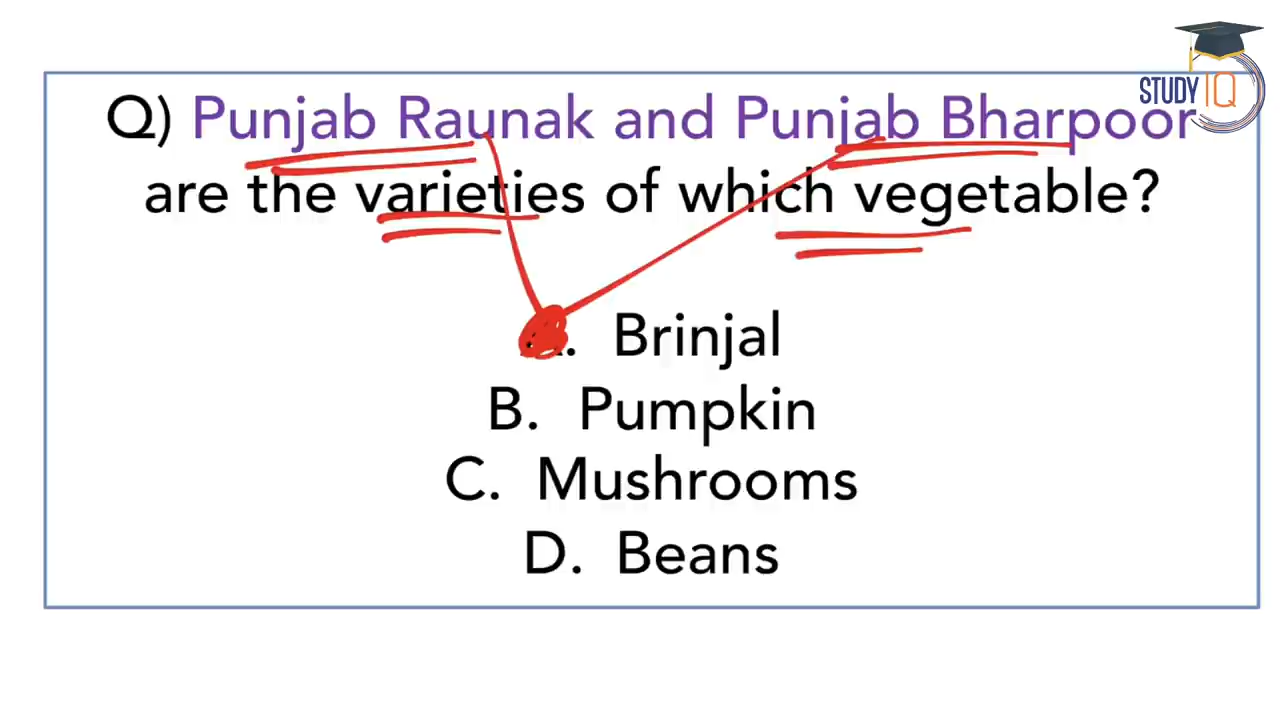 STUDY IQ
Q) Punjab Raunak and Punjab Bharpoor
are the varieties of which vegetable?
. Brinjal
B. Pumpkin
C. Mushrooms
D. Beans